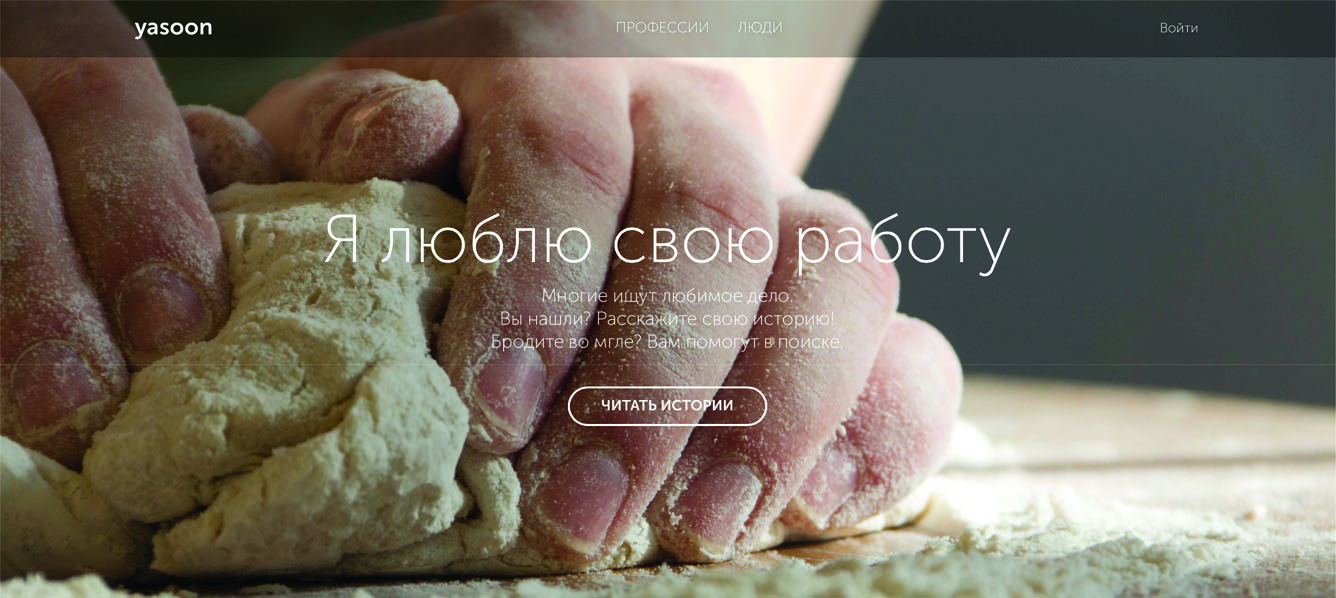 yasoon
ПРОФЕССИИ
ЛЮДИ
Войти
Я люблю свою работу
Многие ищут любимое дело.
Вы нашли? Расскажите свою историю!
Бродите во мгле? Вам помогут в поиске.
ЧИТАТЬ ИСТОРИИ